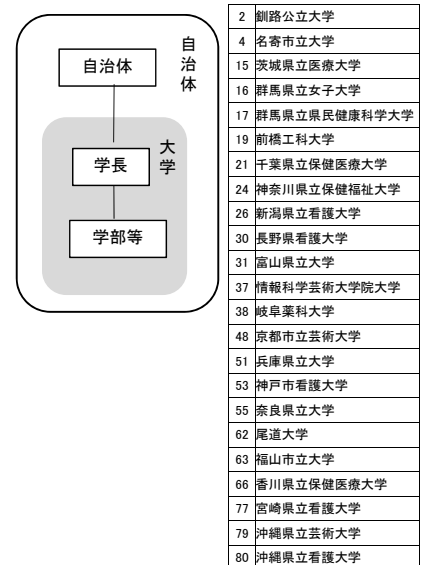 自治体
自治体
大学
学長
学部等
2 釧路公立大学
4 名寄市立大学
15 茨城県立医療大学
16 群馬県立女子大学
17 群馬県立県民健康科学大学
19 前橋工科大学
21 千葉県立保健医療大学
24 神奈川県立保健福祉大学
26 新潟県立看護大学
30 長野県看護大学
31 富山県立大学
37 情報科学芸術大学院大学
38 岐阜薬科大学
48 京都市立芸術大学
51 兵庫県立大学
53 神戸市看護大学
55 奈良県立大学
62 尾道大学
63 福山市立大学
66 香川県立保健医療大学
77 宮崎県立看護大学
79 沖縄県立芸術大学
80 沖縄県立看護大学